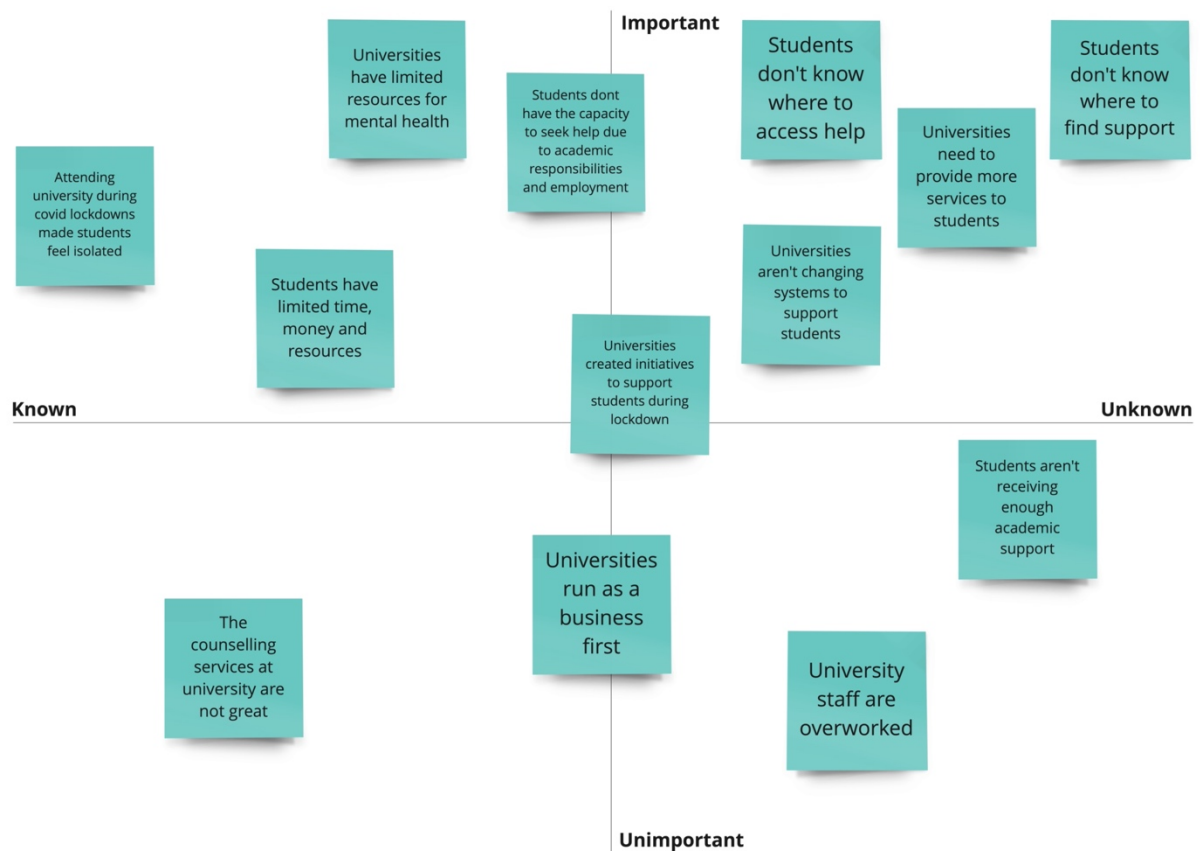 Important
Universities
have limited
resources for
mental health
Students dont
have the capacity
to seek help due
to academic
responsibilities
and employment
Students
don't know
where to
access help
Students
don't know
where to
find support
Universities
need to
provide more
services to
students
Attending
university during
covid lockdowns
made students
feel isolated
Students have
limited time,
money and
resources
Universities
aren't changing
systems to
support
students
Universities
created initiatives
to support
students during
lockdown
Known
Unknown
Students aren't
receiving
enough
academic
support
Universities
run as a
business
first
The
counselling
services at
university are
not great
University
staff are
overworked
Unimportant